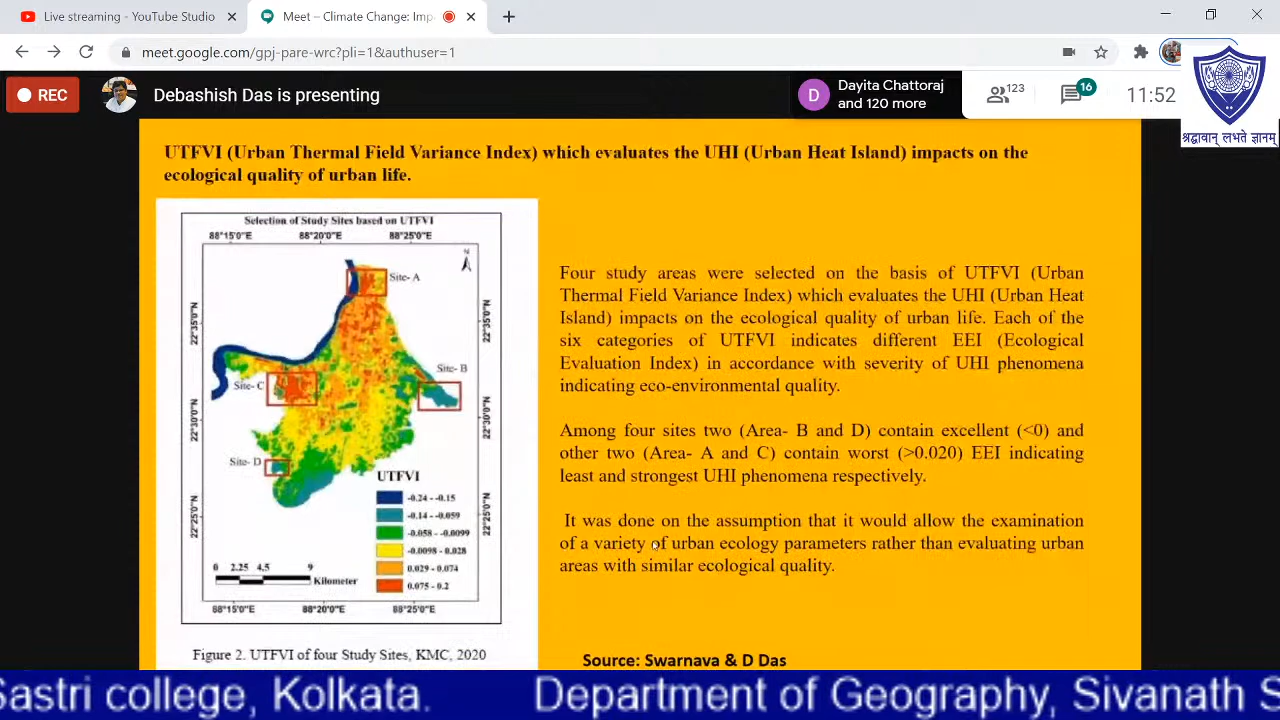 Live streaming - YouTube Studio
Meet – Climate Change: Imp
meet.google.com/gpj-pare-wrc?pli=1&authuser=1
REC
Debashish Das is presenting
D
Dayita Chattoraj
and 120 more
123
16
11:52
श्रद्धावान् लभते ज्ञानम्
UTFVI (Urban Thermal Field Variance Index) which evaluates the UHI (Urban Heat Island) impacts on the
ecological quality of urban life.
Selection of Study Sites based on UTFVI
88°15'0"E 88°20'0"E 88°25'0"E
N
Site- A
22°35'0"N 22°35'0"N
Site- B
Site- C
22°30'0"N 22°30'0"N
Site- D
22°25'0"N 22°25'0"N
UTFVI
-0.24 - -0.15
-0.14 - -0.059
-0.058 - -0.0099
-0.0098 - 0.028
0.029 - 0.074
0.075 - 0.2
0 2.25 4.5 9
Kilometer
88°15'0"E 88°20'0"E 88°25'0"E
Figure 2. UTFVI of four Study Sites, KMC, 2020
Four study areas were selected on the basis of UTFVI (Urban
Thermal Field Variance Index) which evaluates the UHI (Urban Heat
Island) impacts on the ecological quality of urban life. Each of the
six categories of UTFVI indicates different EEI (Ecological
Evaluation Index) in accordance with severity of UHI phenomena
indicating eco-environmental quality.
Among four sites two (Area- B and D) contain excellent (<0) and
other two (Area- A and C) contain worst (>0.020) EEI indicating
least and strongest UHI phenomena respectively.
It was done on the assumption that it would allow the examination
of a variety of urban ecology parameters rather than evaluating urban
areas with similar ecological quality.
Source: Swarnava & D Das
Sastri college, Kolkata. Department of Geography, Sivanath S